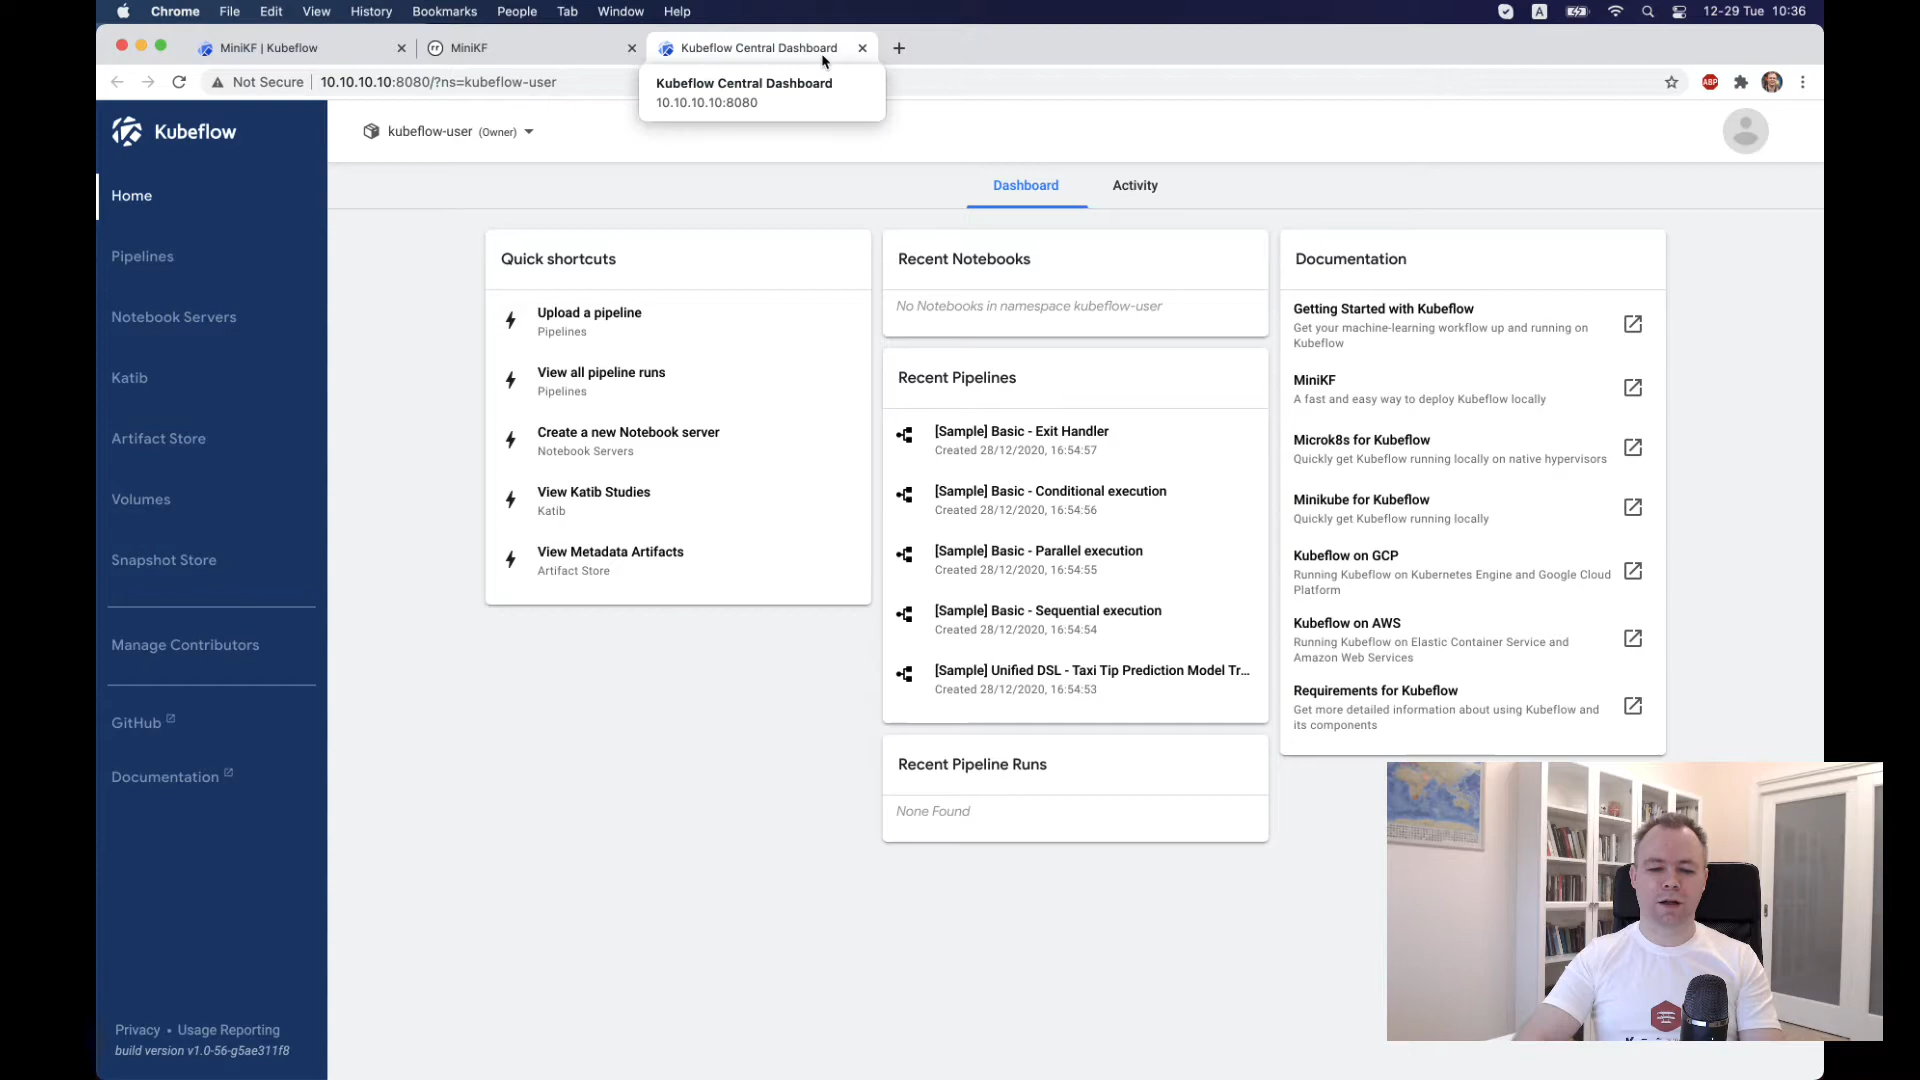 Chrome File Edit View History Bookmarks People Tab Window Help
A
12-29 Tue 10:36
MiniKF | Kubeflow
MiniKF
Kubeflow Central Dashboard
Not Secure
10.10.10.10:8080/?ns=kubeflow-user
ABP
Kubeflow Central Dashboard
10.10.10.10:8080
Kubeflow
kubeflow-user (Owner)
Dashboard
Activity
Home
Pipelines
Notebook Servers
Katib
Artifact Store
Volumes
Snapshot Store
Manage Contributors
GitHub
Documentation
Privacy • Usage Reporting
build version v1.0-56-g5ae311f8
Quick shortcuts
Upload a pipeline
Pipelines
View all pipeline runs
Pipelines
Create a new Notebook server
Notebook Servers
View Katib Studies
Katib
View Metadata Artifacts
Artifact Store
Recent Notebooks
No Notebooks in namespace kubeflow-user
Recent Pipelines
[Sample] Basic - Exit Handler
Created 28/12/2020, 16:54:57
[Sample] Basic - Conditional execution
Created 28/12/2020, 16:54:56
[Sample] Basic - Parallel execution
Created 28/12/2020, 16:54:55
[Sample] Basic - Sequential execution
Created 28/12/2020, 16:54:54
[Sample] Unified DSL - Taxi Tip Prediction Model Tr...
Created 28/12/2020, 16:54:53
Recent Pipeline Runs
None Found
Documentation
Getting Started with Kubeflow
Get your machine-learning workflow up and running on
Kubeflow
MiniKF
A fast and easy way to deploy Kubeflow locally
Microk8s for Kubeflow
Quickly get Kubeflow running locally on native hypervisors
Minikube for Kubeflow
Quickly get Kubeflow running locally
Kubeflow on GCP
Running Kubeflow on Kubernetes Engine and Google Cloud
Platform
Kubeflow on AWS
Running Kubeflow on Elastic Container Service and
Amazon Web Services
Requirements for Kubeflow
Get more detailed information about using Kubeflow and
its components